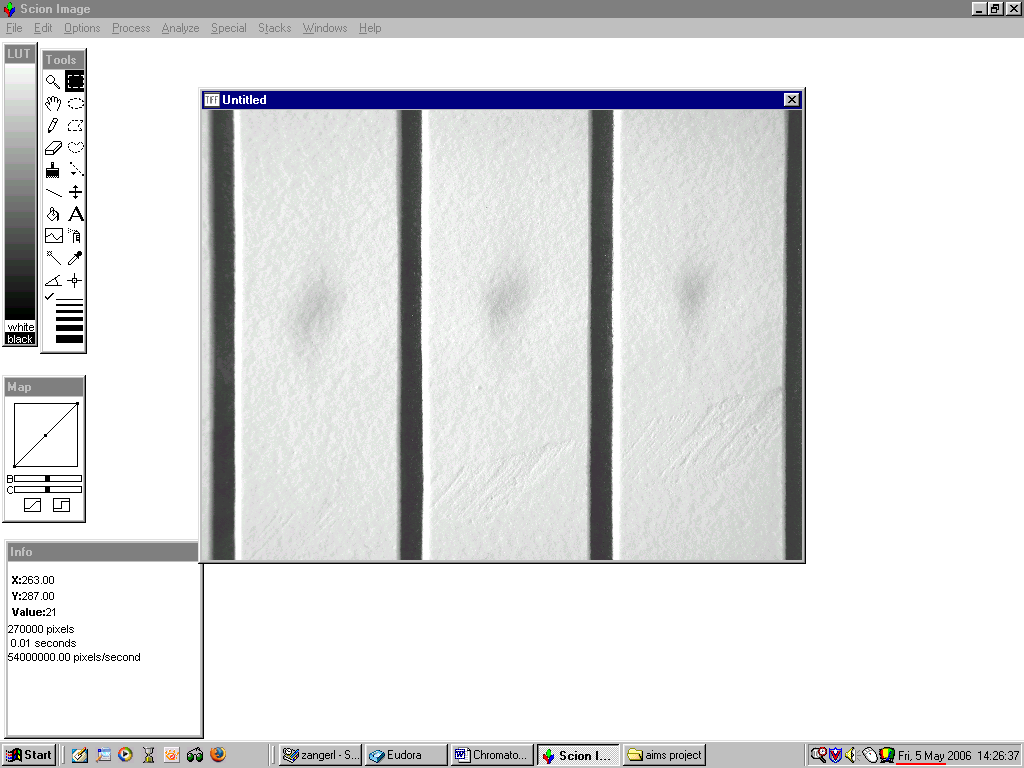 Scion Image
File Edit Options Process Analyze Special Stacks Windows Help
LUT
Tools
A
white
black
TIFF Untitled
Map
B
C
Info
X:263.00
Y:287.00
Value:21
270000 pixels
0.01 seconds
54000000.00 pixels/second
Start
zangerl - S...
Eudora
Chromato...
Scion I...
aims project
Fri, 5 May 2006 14:26:37